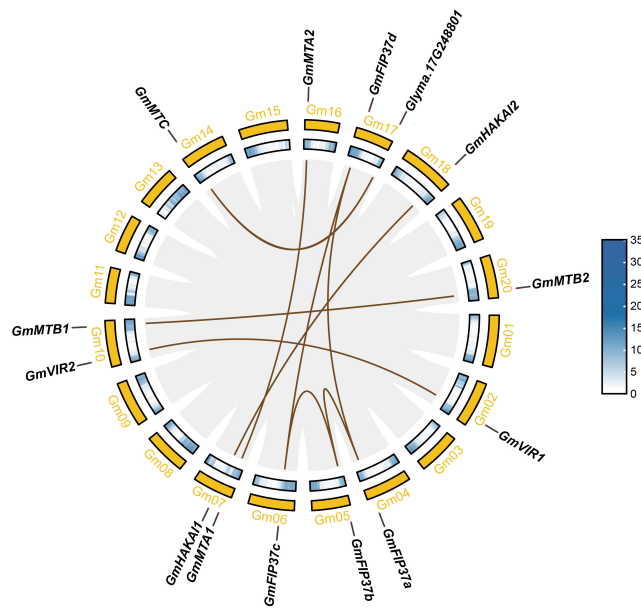 GmMTA2
GmFIP37d
Glyma.17G248801
GmHAKAI2
GmMTC
Gm14
Gm15
Gm16
Gm17
Gm18
Gm13
Gm19
Gm12
Gm20
GmMTB2
Gm11
GmMTB1
Gm10
Gm01
GmVIR2
Gm02
GmVIR1
Gm09
Gm03
Gm08
Gm04
Gm07
Gm06
Gm05
GmHAKAI1
GmMTA1
GmFIP37c
GmFIP37b
GmFIP37a
35
30
25
20
15
10
5
0